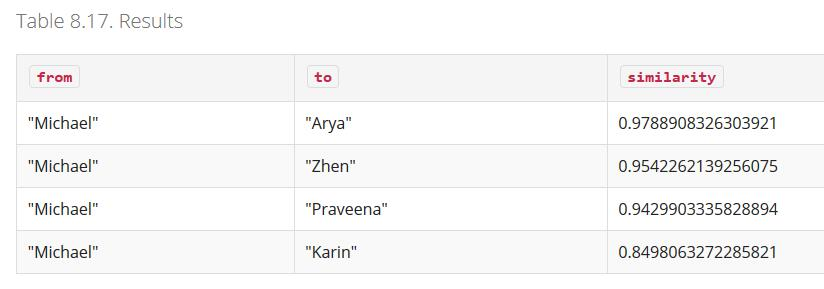 Table 8.17. Results
from to similarity
"Michael" "Arya" 0.9788908326303921
"Michael" "Zhen" 0.9542262139256075
"Michael" "Praveena" 0.9429903335828894
"Michael" "Karin" 0.8498063272285821